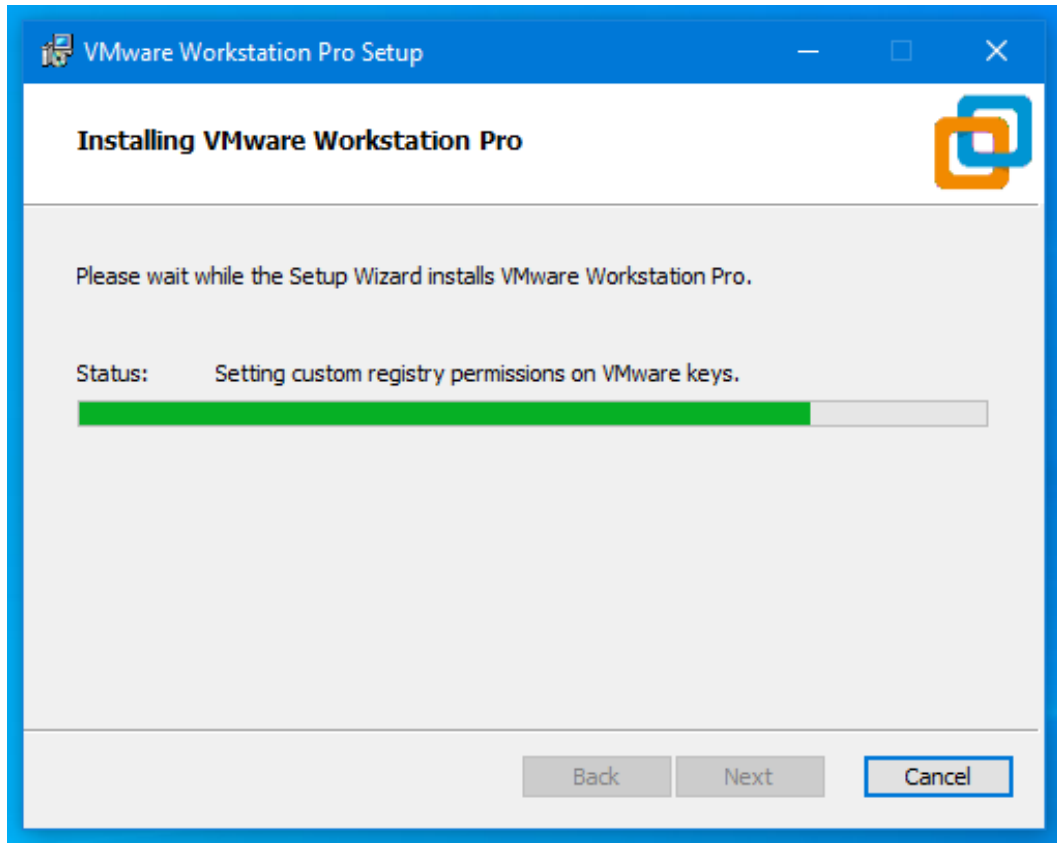 VMware Workstation Pro Setup
Installing VMware Workstation Pro
Please wait while the Setup Wizard installs VMware Workstation Pro.
Status: Setting custom registry permissions on VMware keys.
Back Next Cancel